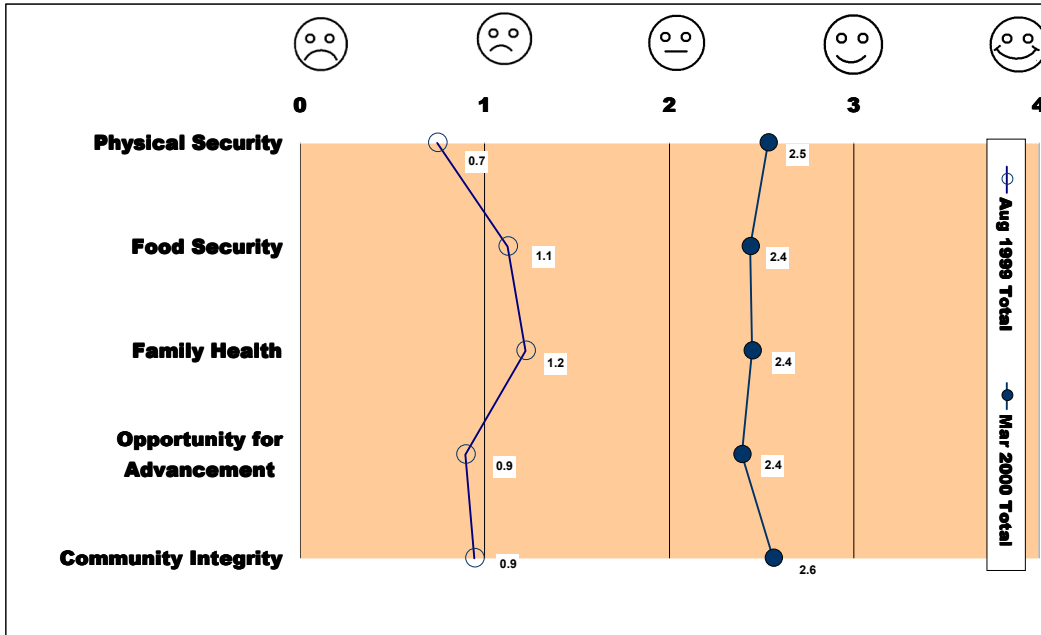 0 1 2 3 4
Physical Security
0.7
2.5
Food Security
1.1
2.4
Family Health
1.2
2.4
Opportunity for
Advancement
0.9
2.4
Community Integrity
0.9
2.6
Aug 1999 Total
Mar 2000 Total